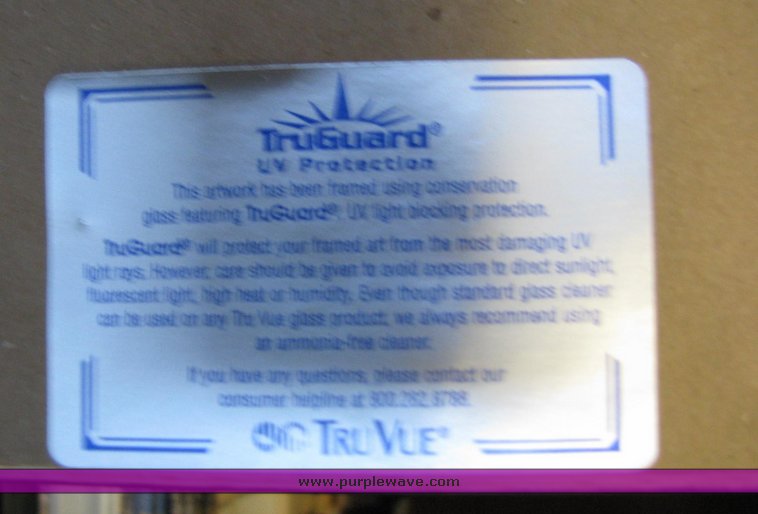 TruGuard®
UV Protection
This artwork has been framed using conservation
glass featuring TruGuard® UV light blocking protection.
TruGuard® will protect your framed art from the most damaging UV
light rays. However, care should be given to avoid exposure to direct sunlight,
fluorescent light, high heat or humidity. Even though standard glass cleaner
can be used on any Tru Vue glass product, we always recommend using
an ammonia-free cleaner.
If you have any questions, please contact our
consumer helpline at
TRU VUE®
www.purplewave.com